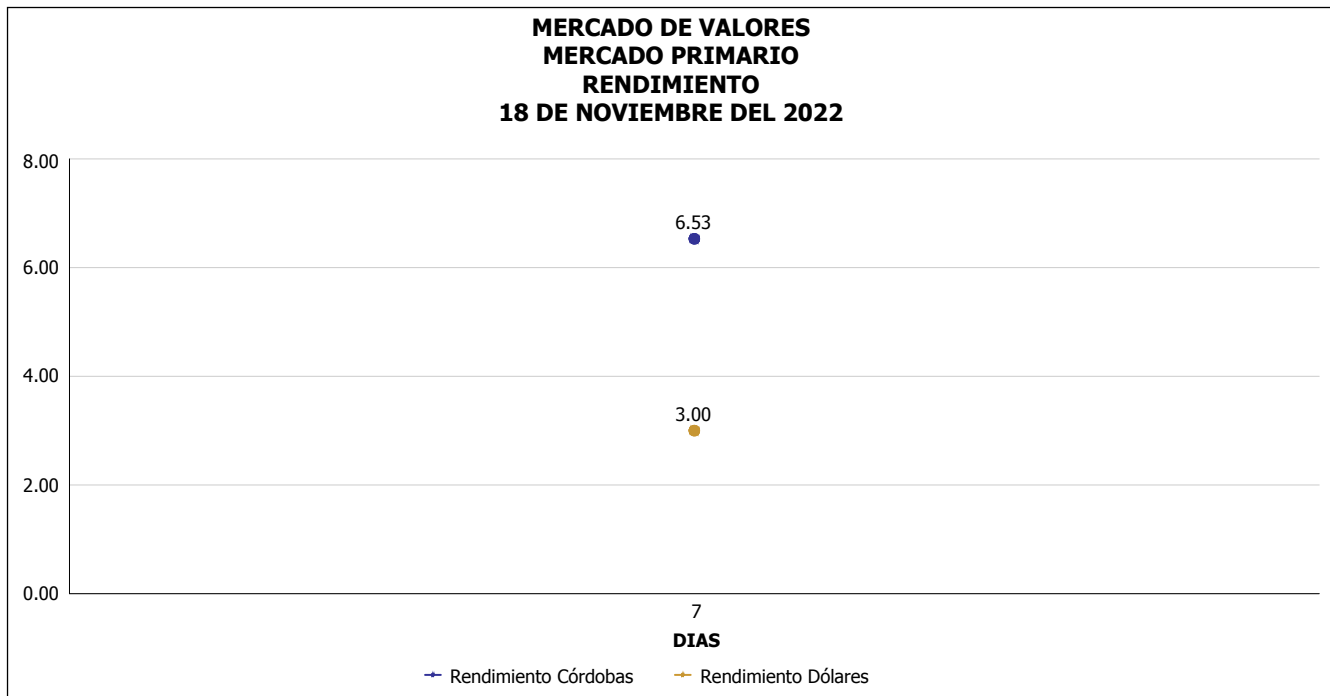 MERCADO DE VALORES
MERCADO PRIMARIO
RENDIMIENTO
18 DE NOVIEMBRE DEL 2022
8.00
6.53
6.00
4.00
3.00
2.00
0.00
7
DIAS
Rendimiento Córdobas Rendimiento Dólares